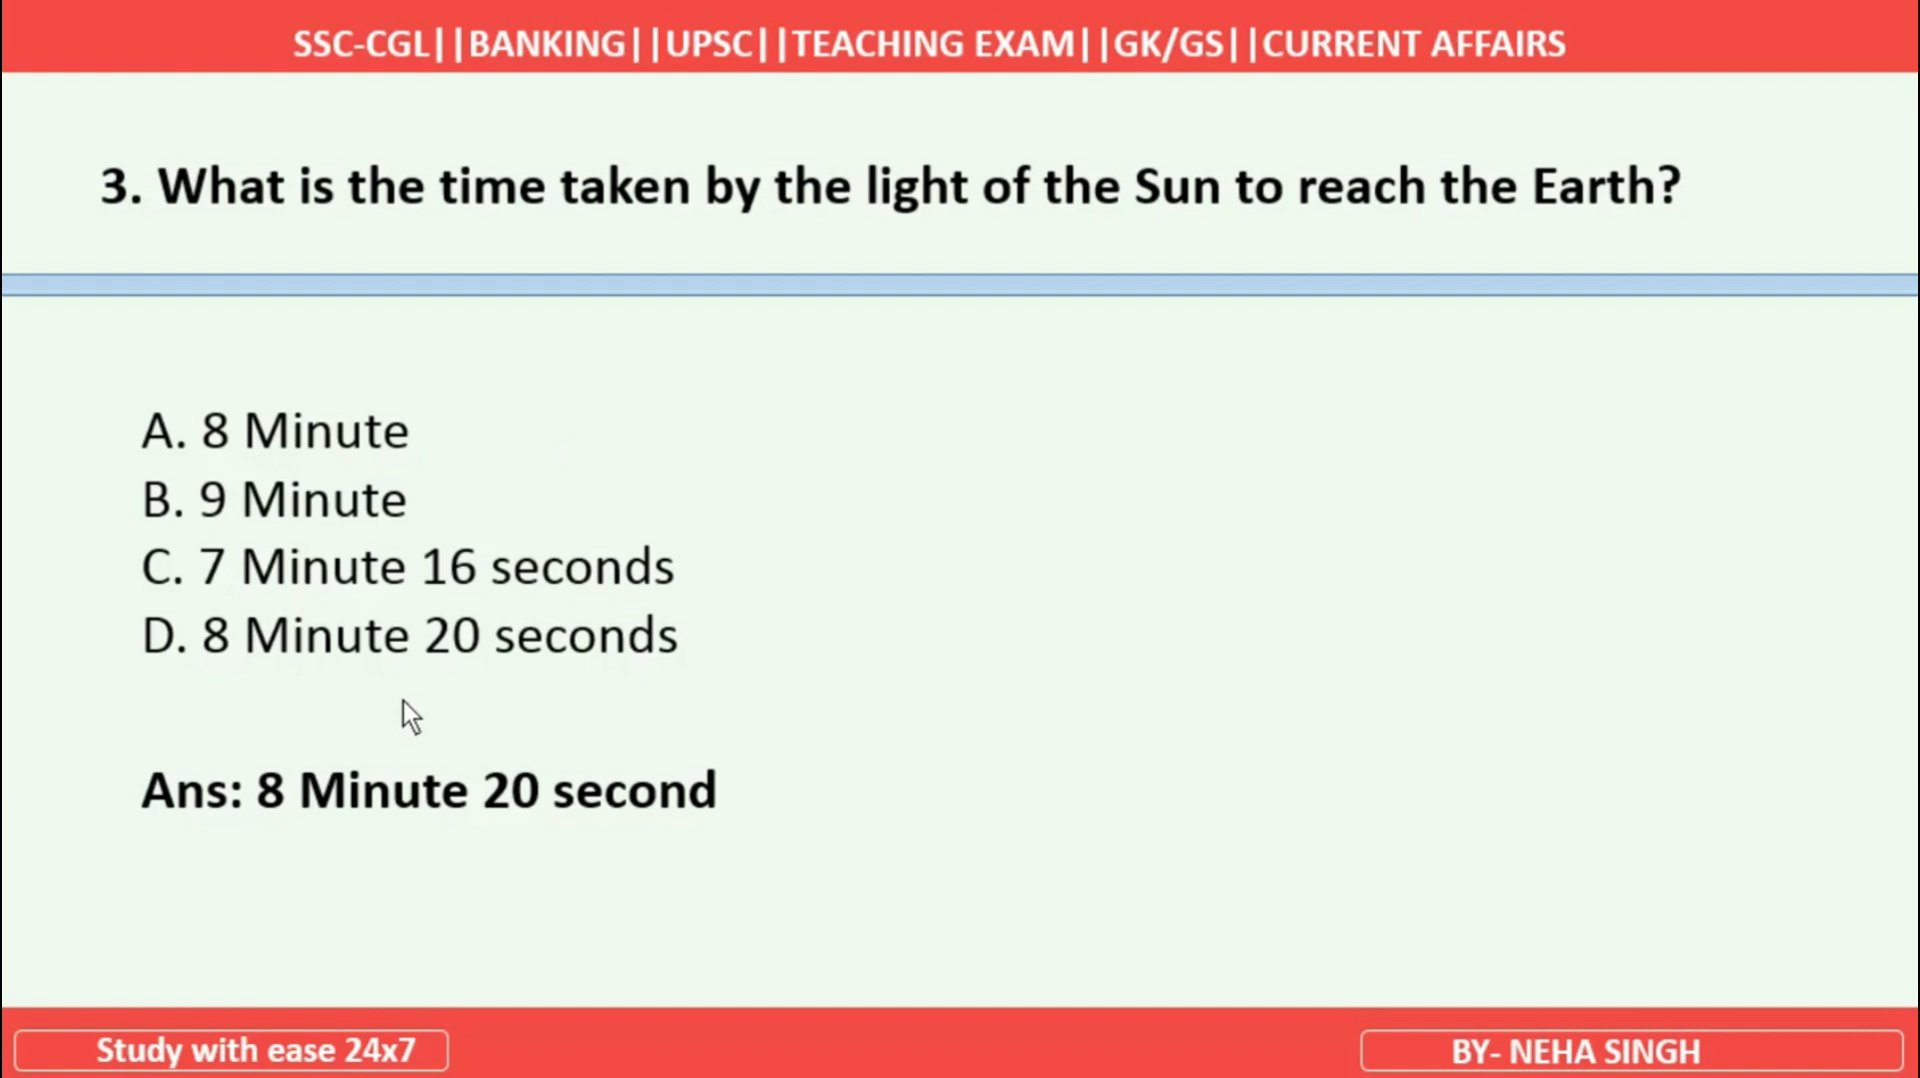 SSC-CGL||BANKING||UPSC||TEACHING EXAM||GK/GS||CURRENT AFFAIRS
3. What is the time taken by the light of the Sun to reach the Earth?
A. 8 Minute
B. 9 Minute
C. 7 Minute 16 seconds
D. 8 Minute 20 seconds
Ans: 8 Minute 20 second
Study with ease 24x7
BY- NEHA SINGH